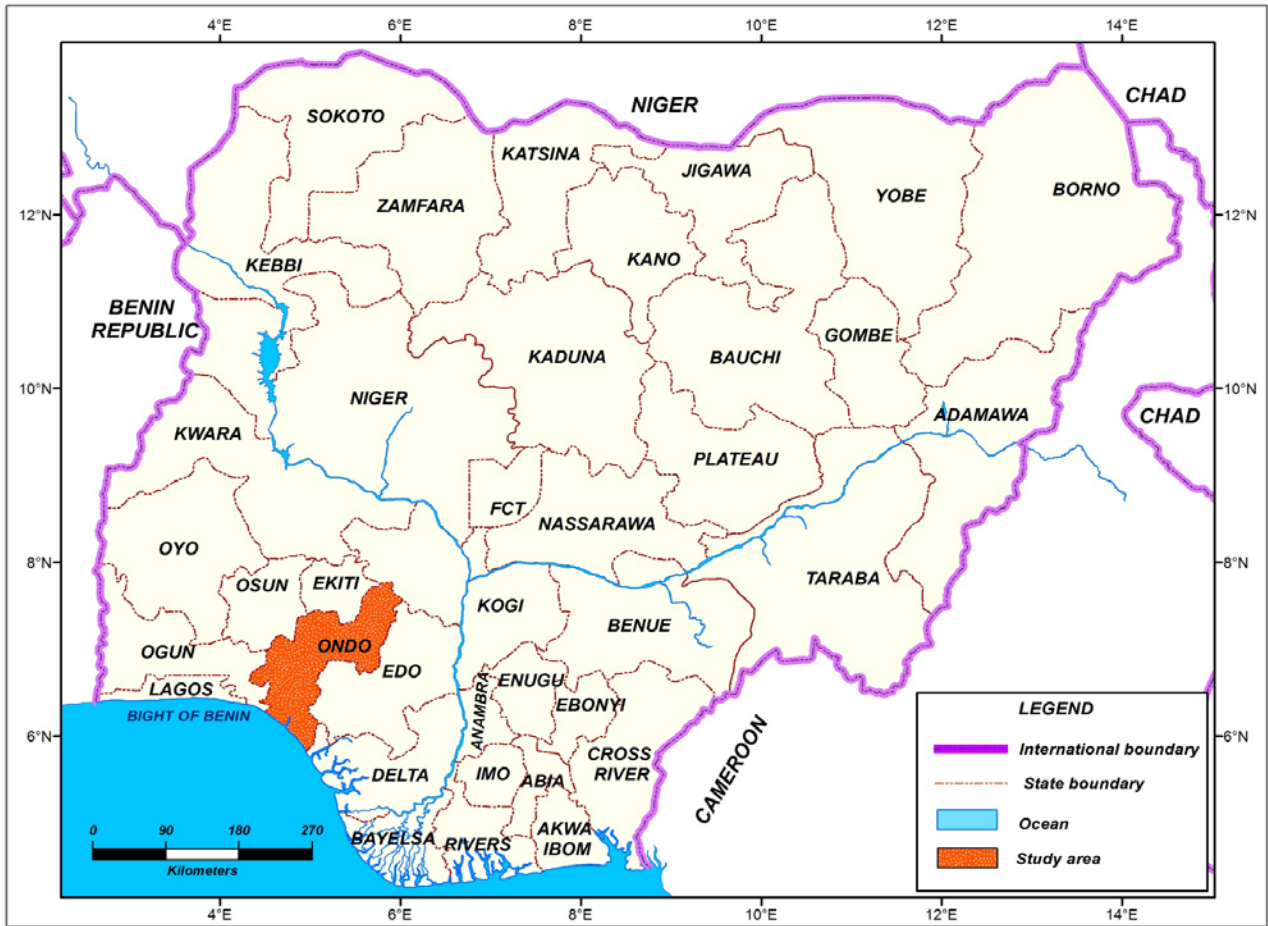 4°E 6°E 8°E 10°E 12°E 14°E
NIGER
CHAD
SOKOTO
KATSINA
JIGAWA
YOBE
BORNO
ZAMFARA
12°N 12°N
KANO
KEBBI
BENIN
REPUBLIC
GOMBE
KADUNA
BAUCHI
10°N 10°N
NIGER
ADAMAWA
CHAD
KWARA
PLATEAU
FCT
NASSARAWA
OYO
8°N 8°N
OSUN
EKITI
TARABA
KOGI
BENUE
ONDO
OGUN
EDO
LAGOS
ENUGU
EBONYI
ANAMBRA
BIGHT OF BENIN
6°N 6°N
CROSS
RIVER
CAMEROON
DELTA
IMO
ABIA
BAYELSA
RIVERS
AKWA
IBOM
0 90 180 270
Kilometers
LEGEND
International boundary
State boundary
Ocean
Study area
4°E 6°E 8°E 10°E 12°E 14°E